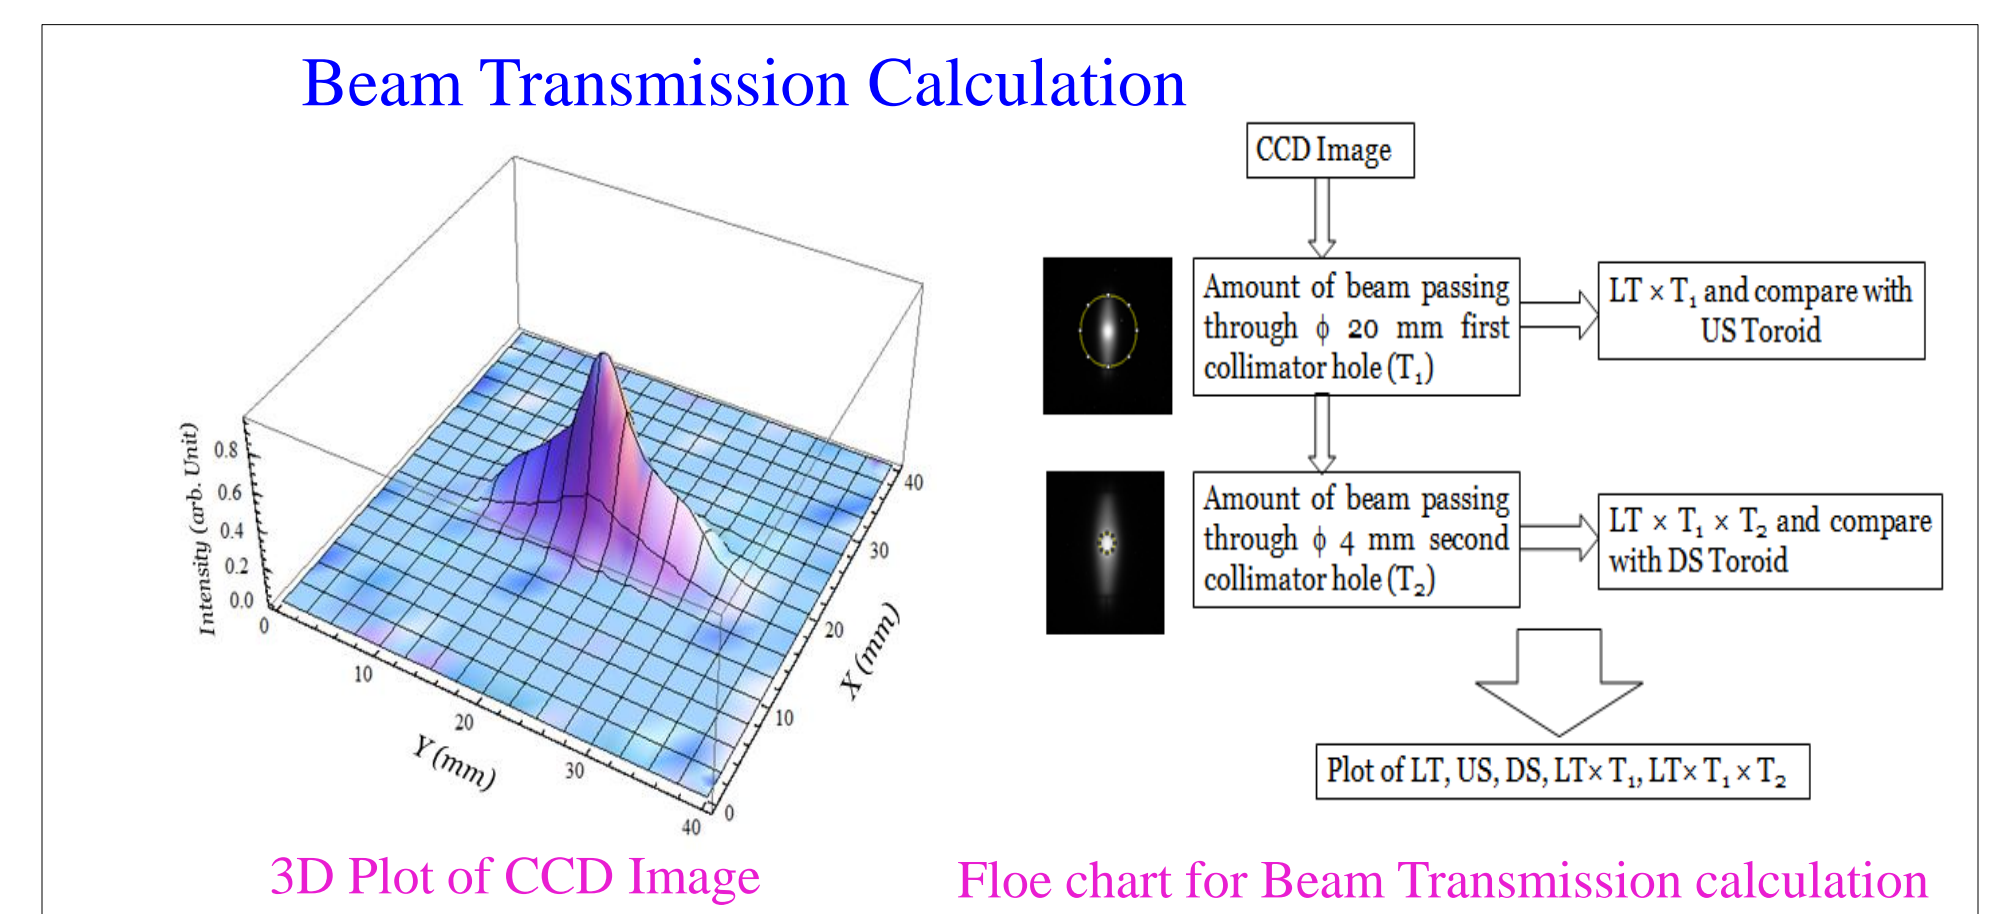 Beam Transmission Calculation
Intensity (arb. Unit)
0.8
0.6
0.4
0.2
0.0
0
10
20
30
40
Y (mm)
0
10
20
30
40
X (mm)
3D Plot of CCD Image
CCD Image
Amount of beam passing
through ϕ 20 mm first
collimator hole (T₁)
LT × T₁ and compare with
US Toroid
Amount of beam passing
through ϕ 4 mm second
collimator hole (T₂)
LT × T₁ × T₂ and compare
with DS Toroid
Plot of LT, US, DS, LT× T₁, LT× T₁ × T₂
Floe chart for Beam Transmission calculation